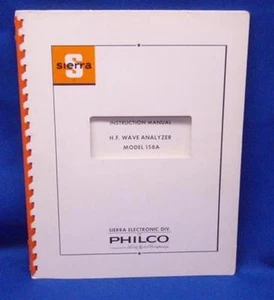 S
sierra
INSTRUCTION MANUAL
H.F. WAVE ANALYZER
MODEL 158A
SIERRA ELECTRONIC DIV.
PHILCO